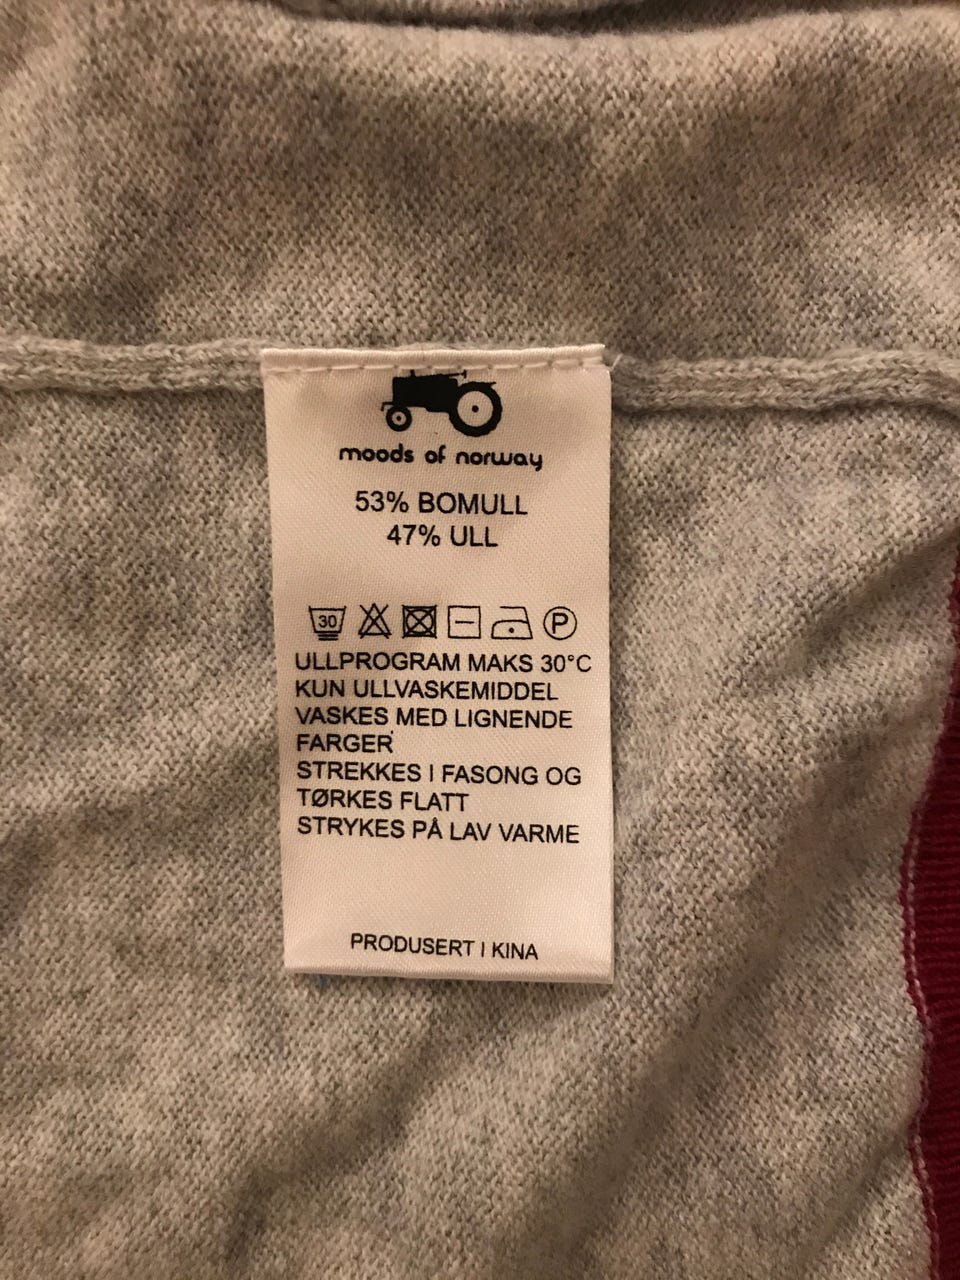 moods of norway
53% BOMULL
47% ULL
30 P
ULLPROGRAM MAKS 30°C
KUN ULLVASKEMIDDEL
VASKES MED LIGNENDE
FARGER
STREKKES I FASONG OG
TØRKES FLATT
STRYKES PÅ LAV VARME
PRODUSERT I KINA